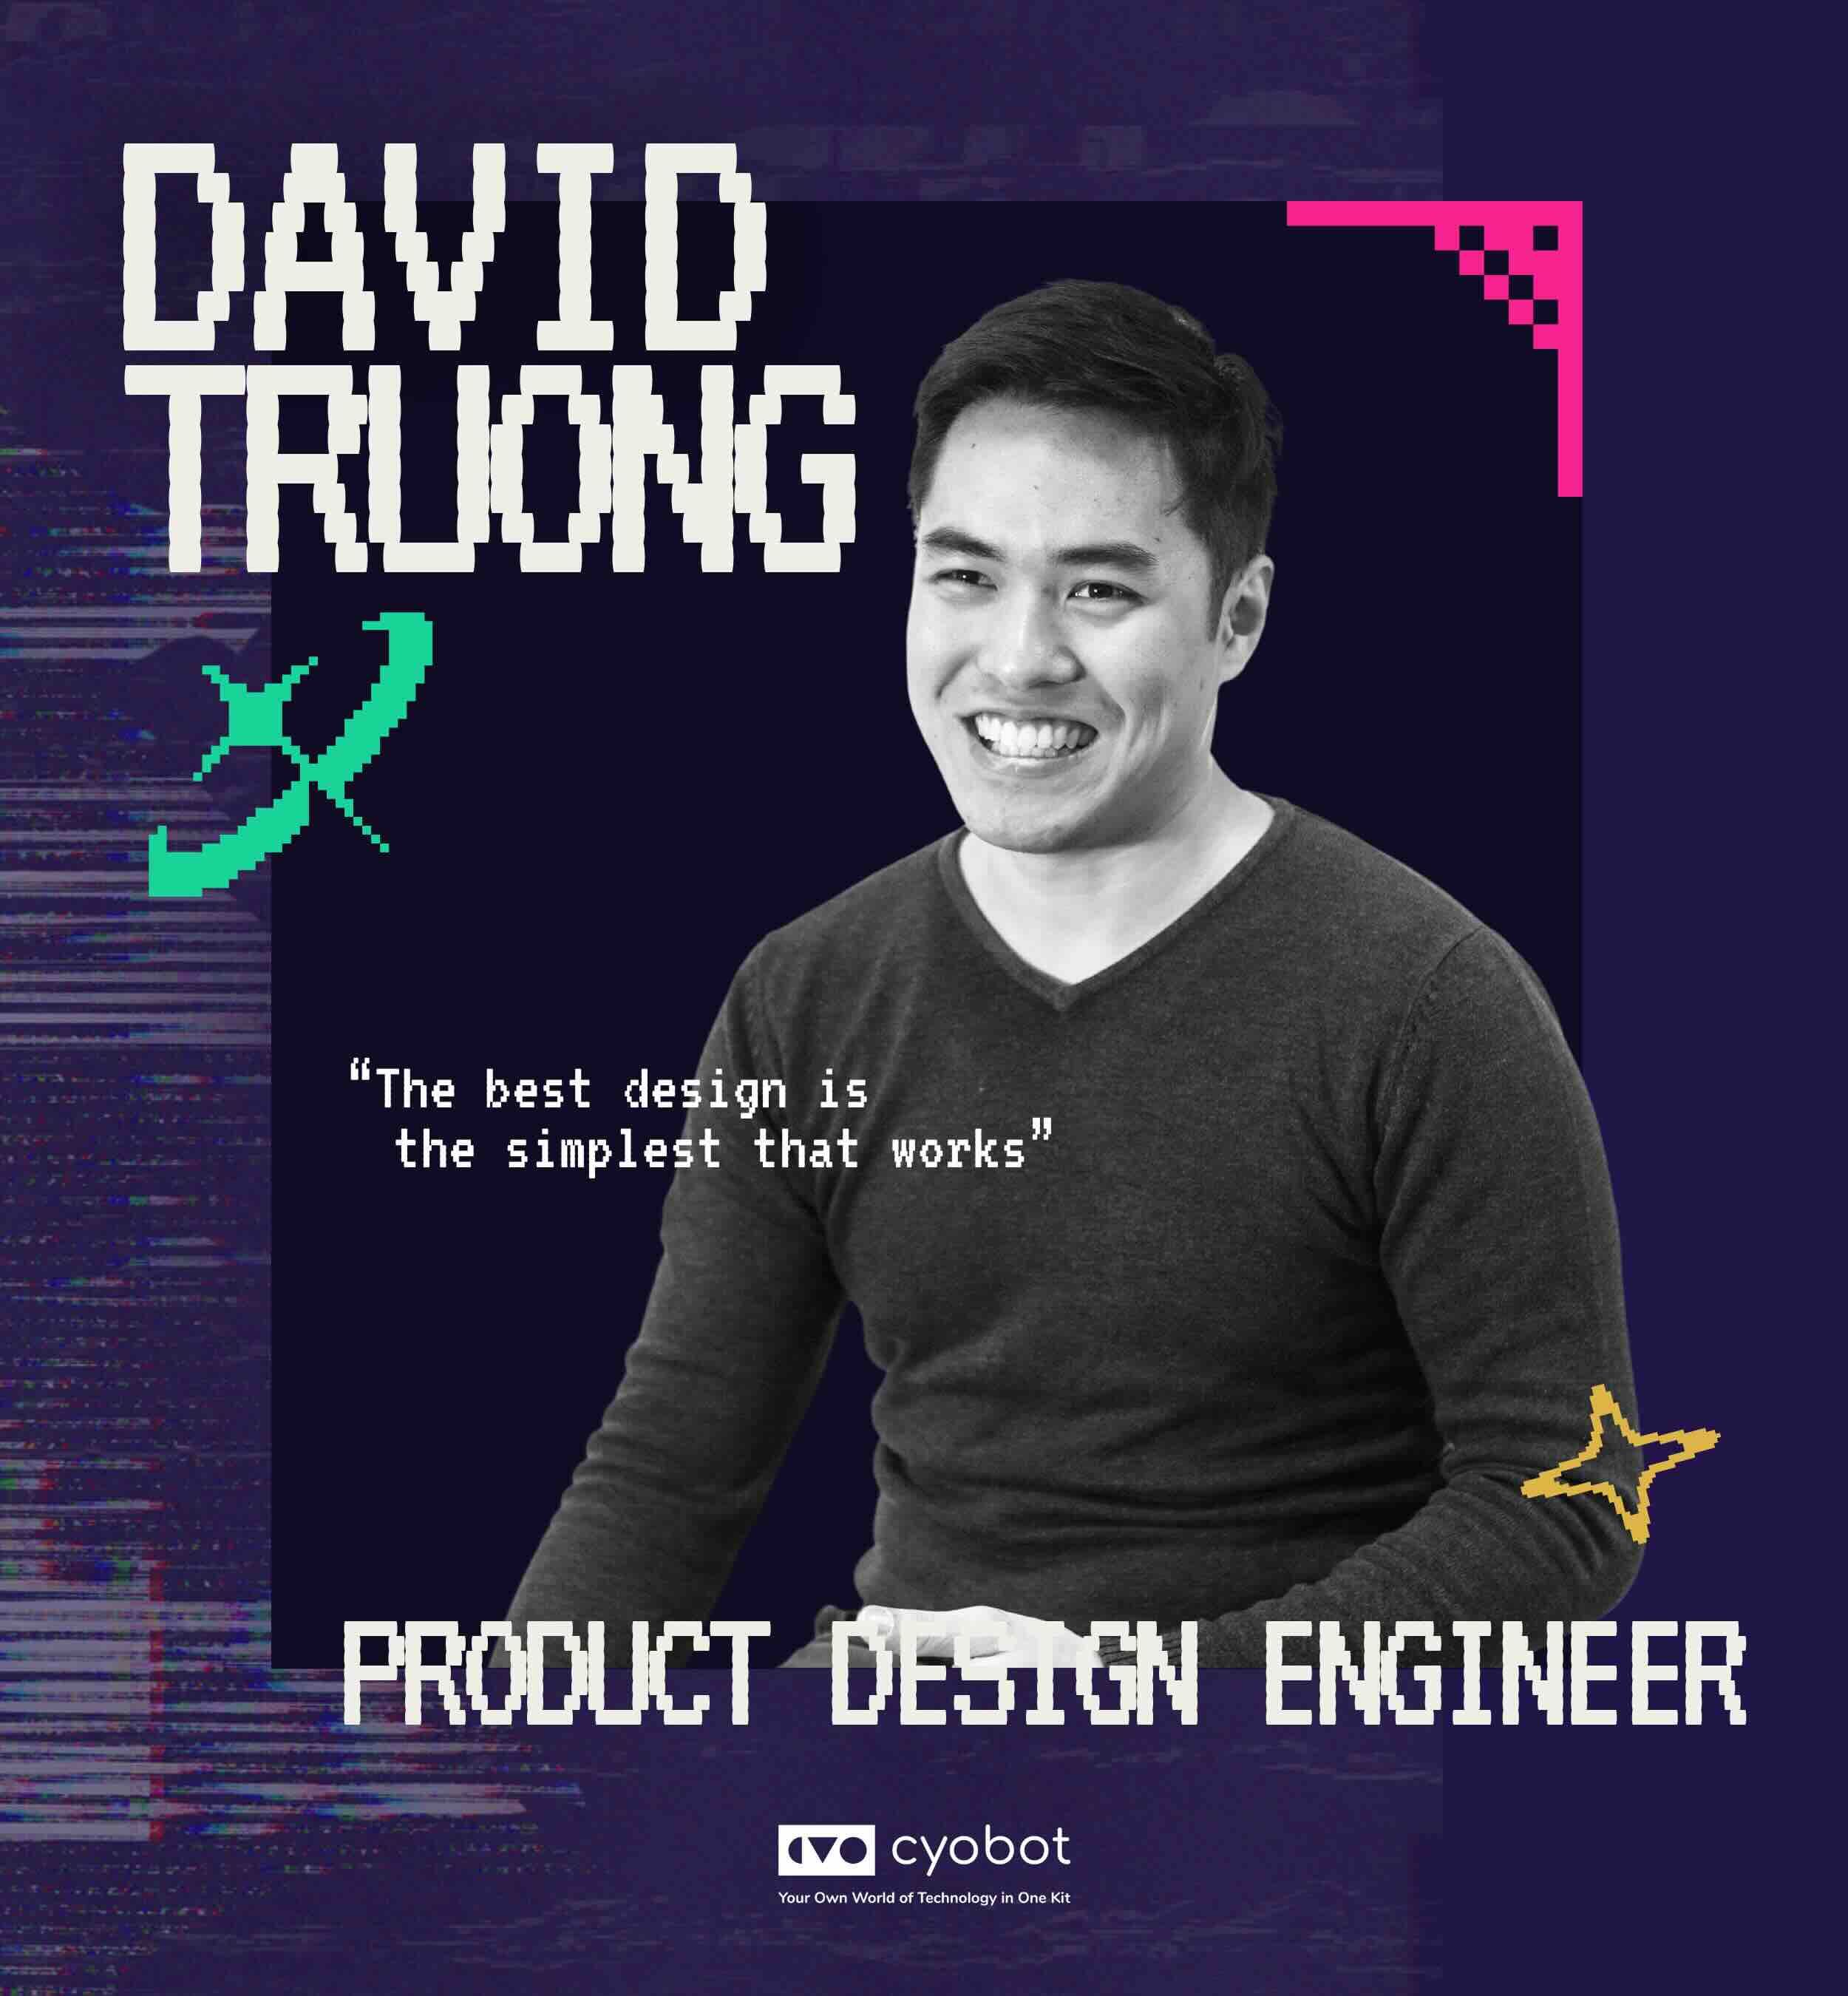 DAVID
TRUONG
“The best design is
the simplest that works”
PRODUCT DESIGN ENGINEER
cyobot
Your Own World of Technology in One Kit